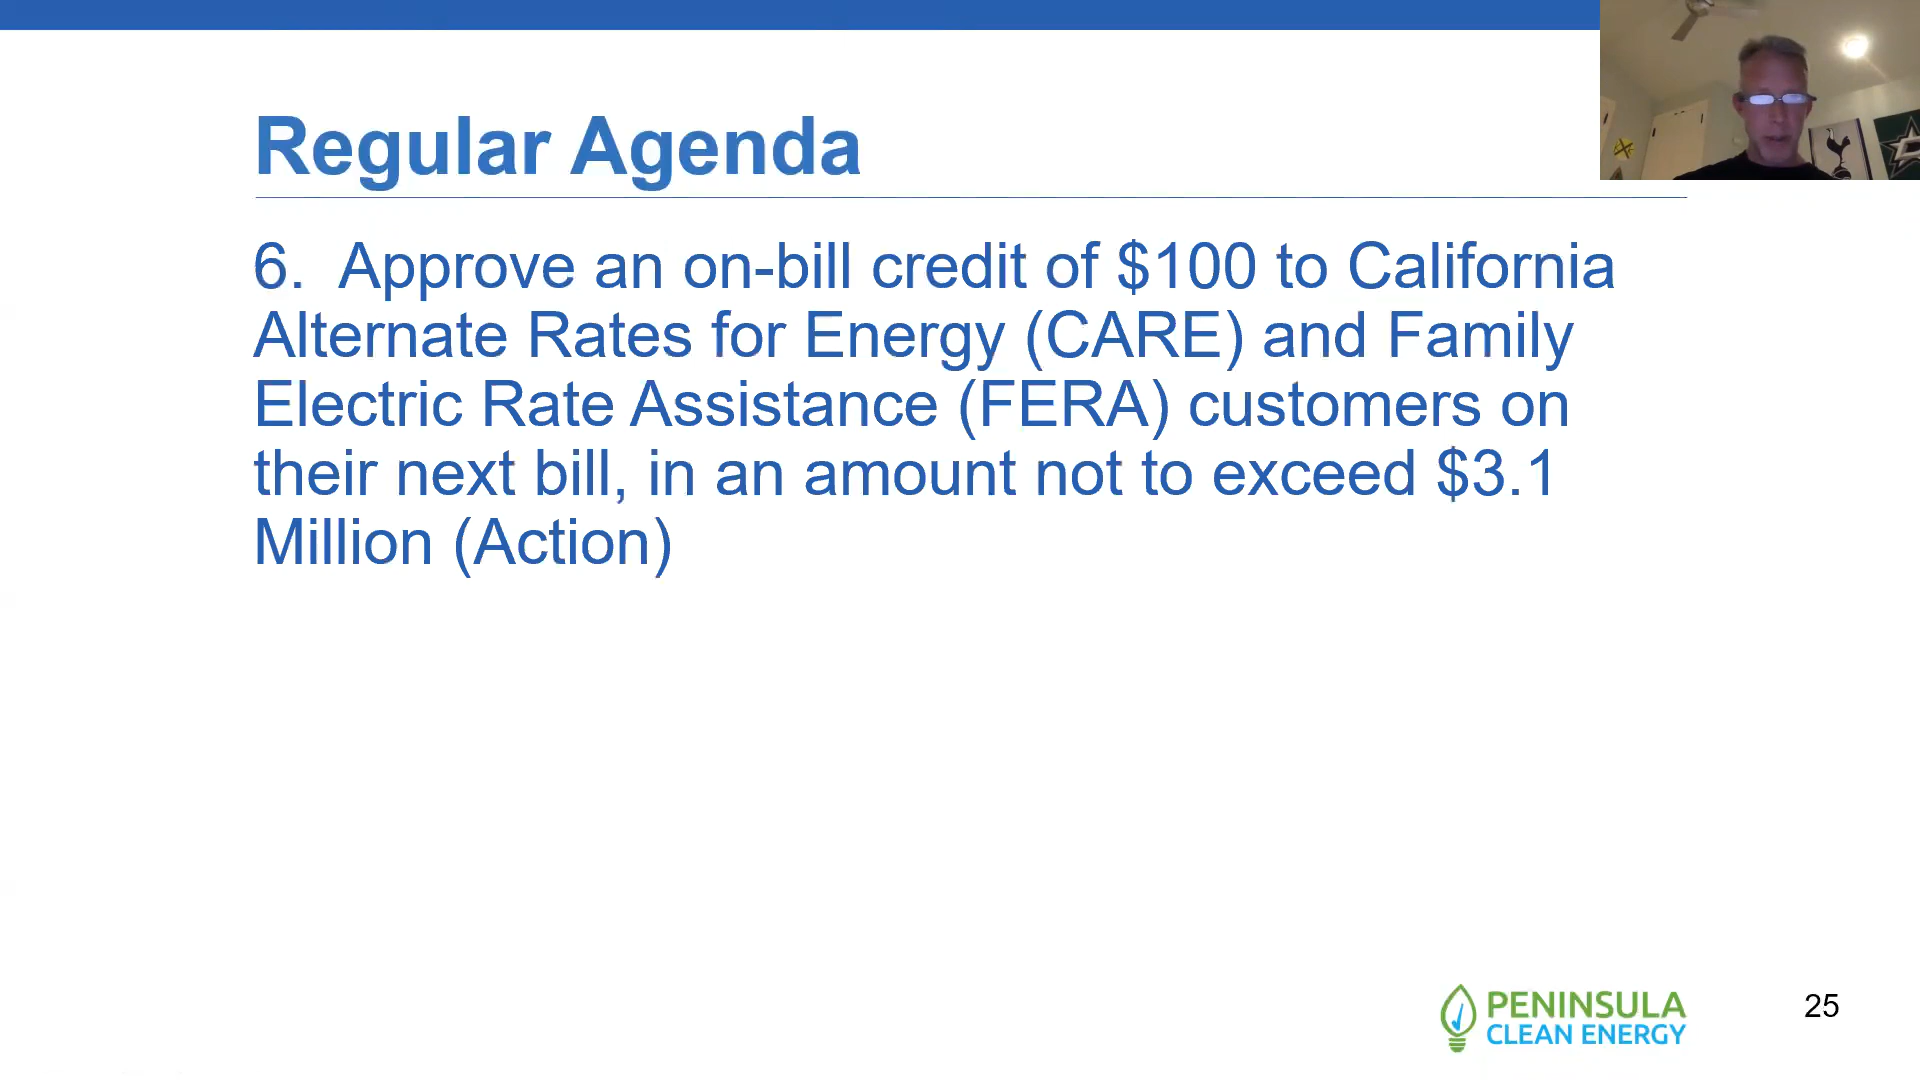 Regular Agenda
6. Approve an on-bill credit of $100 to California
Alternate Rates for Energy (CARE) and Family
Electric Rate Assistance (FERA) customers on
their next bill, in an amount not to exceed $3.1
Million (Action)
PENINSULA
CLEAN ENERGY
25